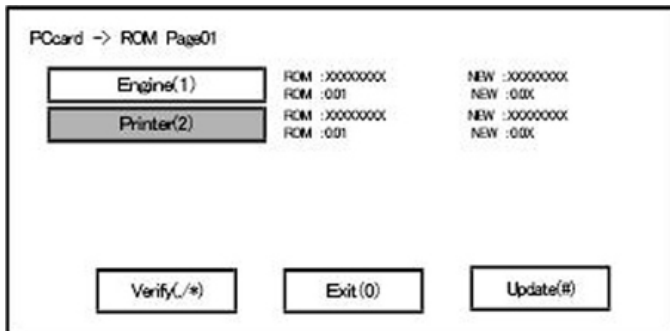 PCcard -> ROM Page01
Engine(1) ROM :XXXXXXXX NEW :XXXXXXXX
ROM :0.01 NEW :0.0X
Printer(2) ROM :XXXXXXXX NEW :XXXXXXXX
ROM :0.01 NEW :0.0X
Verify(./*) Exit(0) Update(#)